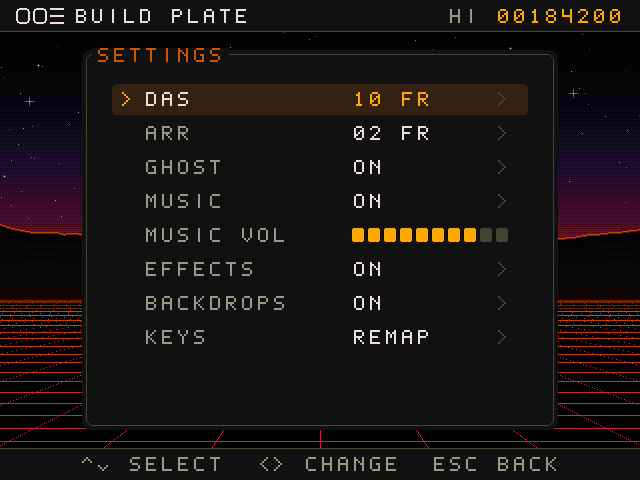 OOE BUILD PLATE HI 00184200
SETTINGS
> DAS 10 FR >
ARR 02 FR >
GHOST ON >
MUSIC ON >
MUSIC VOL
EFFECTS ON >
BACKDROPS ON >
KEYS REMAP >
^v SELECT <> CHANGE ESC BACK